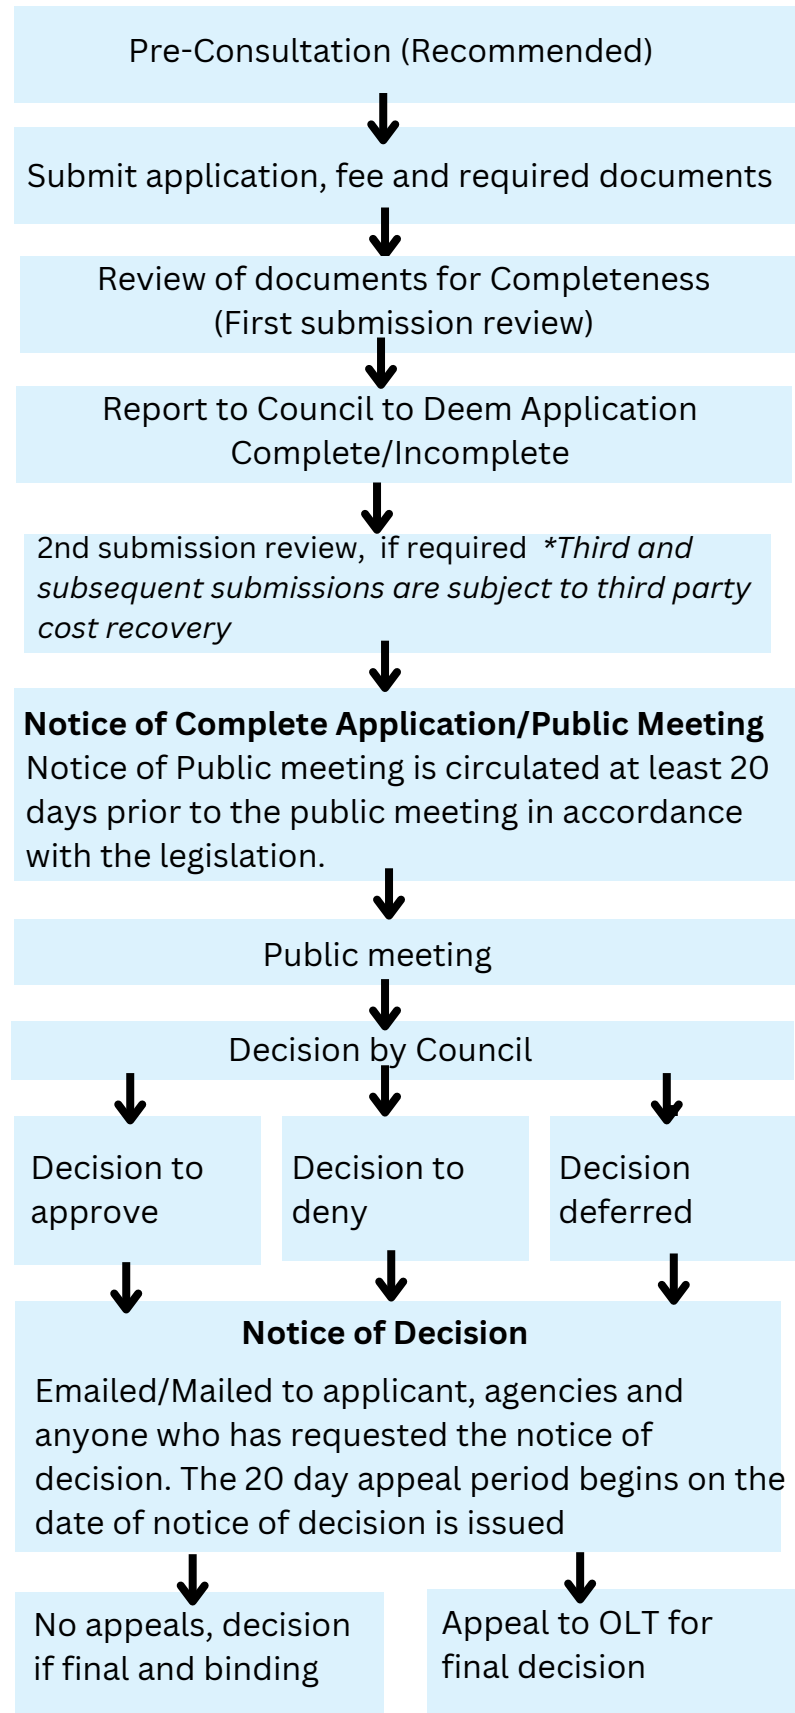 Pre-Consultation (Recommended)
Submit application, fee and required documents
Review of documents for Completeness
(First submission review)
Report to Council to Deem Application
Complete/Incomplete
2nd submission review,  if required  *Third and
subsequent submissions are subject to third party
cost recovery
Notice of Complete Application/Public Meeting
Notice of Public meeting is circulated at least 20
days prior to the public meeting in accordance
with the legislation.
Public meeting
Decision by Council
Decision to
approve
Decision to
deny
Decision
deferred
Notice of Decision
Emailed/Mailed to applicant, agencies and
anyone who has requested the notice of
decision. The 20 day appeal period begins on the
date of notice of decision is issued
No appeals, decision
if final and binding
Appeal to OLT for
final decision